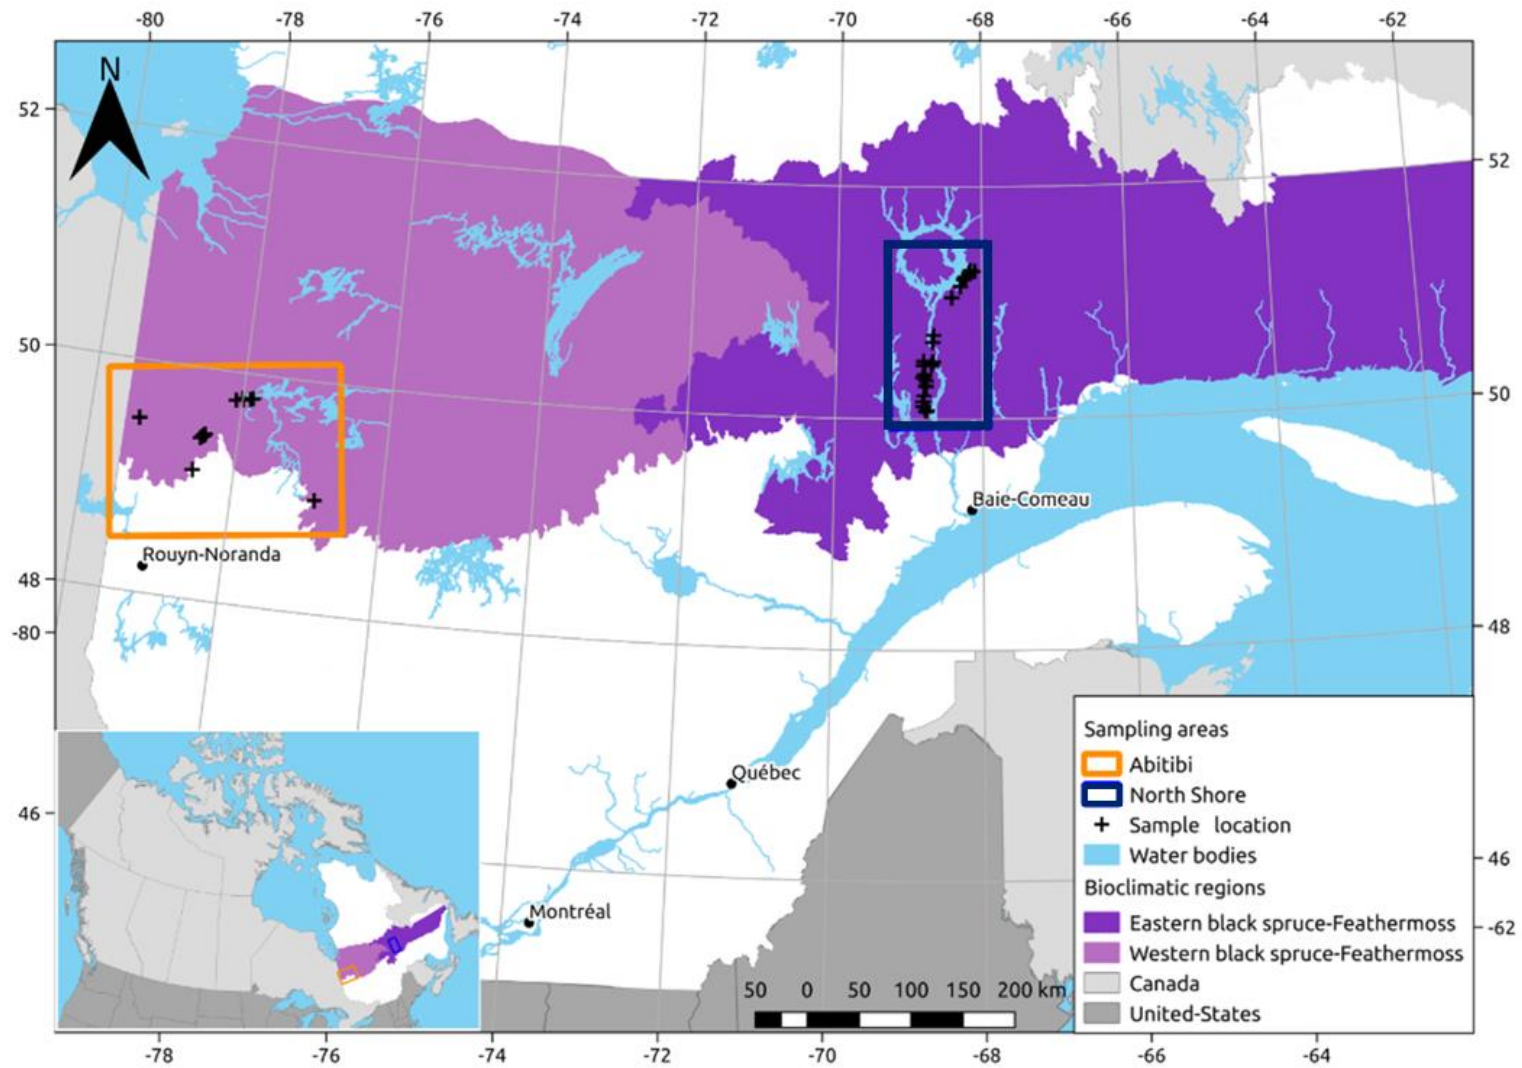 -80 -78 -76 -74 -72 -70 -68 -66 -64 -62
N
52
52
50
50
Baie-Comeau
Rouyn-Noranda
48
-80
48
Québec
46
Montréal
Sampling areas
Abitibi
North Shore
Sample location
Water bodies
46
Bioclimatic regions
Eastern black spruce-Feathermoss
-62
Western black spruce-Feathermoss
Canada
United-States
50 0 50 100 150 200 km
-78 -76 -74 -72 -70 -68 -66 -64